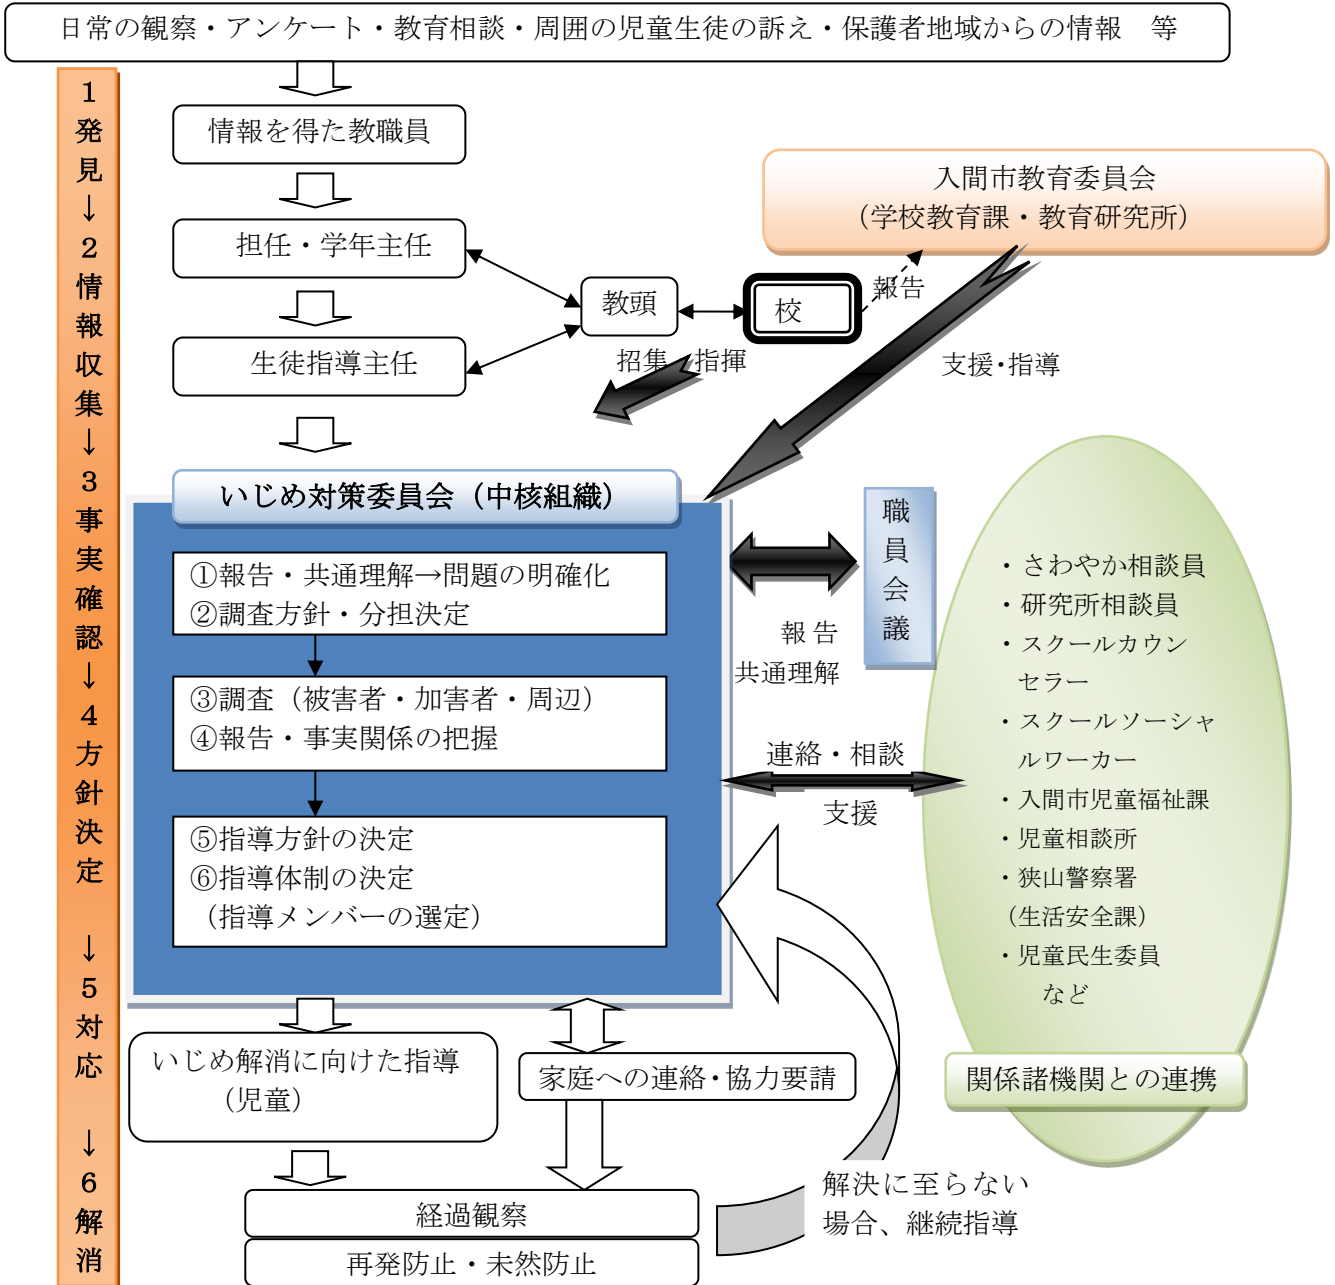 日常の観察・アンケート・教育相談・周囲の児童生徒の訴え・保護者地域からの情報　等
1発見→2情報収集→3事実確認→4方針決定　→5対応　→6解消
情報を得た教職員
担任・学年主任
生徒指導主任
教頭
校
報告
入間市教育委員会
（学校教育課・教育研究所）
招集・指揮
支援・指導
いじめ対策委員会（中核組織）
①報告・共通理解→問題の明確化
②調査方針・分担決定
③調査（被害者・加害者・周辺）
④報告・事実関係の把握
⑤指導方針の決定
⑥指導体制の決定
（指導メンバーの選定）
職員会議
報告
共通理解
連絡・相談
支援
・さわやか相談員
・研究所相談員
・スクールカウン
セラー
・スクールソーシャ
ルワーカー
・入間市児童福祉課
・児童相談所
・狭山警察署
（生活安全課）
・児童民生委員
など
関係諸機関との連携
いじめ解消に向けた指導
（児童）
家庭への連絡・協力要請
経過観察
再発防止・未然防止
解決に至らない
場合、継続指導